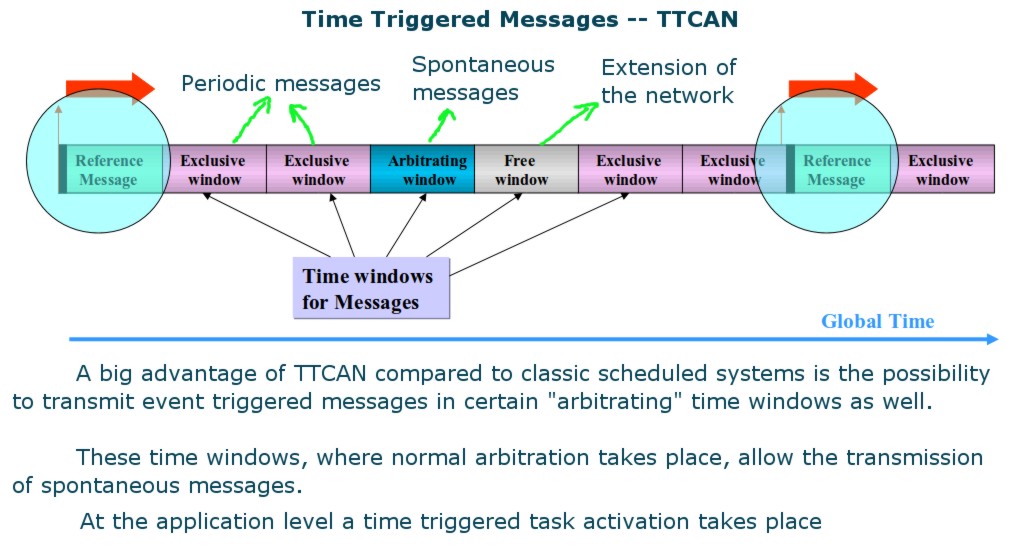 Time Triggered Messages -- TTCAN
Periodic messages
Spontaneous
messages
Extension of
the network
Reference
Message
Exclusive
window
Exclusive
window
Arbitrating
window
Free
window
Exclusive
window
Exclusive
window
Reference
Message
Exclusive
window
Time windows
for Messages
Global Time
A big advantage of TTCAN compared to classic scheduled systems is the possibility
to transmit event triggered messages in certain "arbitrating" time windows as well.
These time windows, where normal arbitration takes place, allow the transmission
of spontaneous messages.
At the application level a time triggered task activation takes place